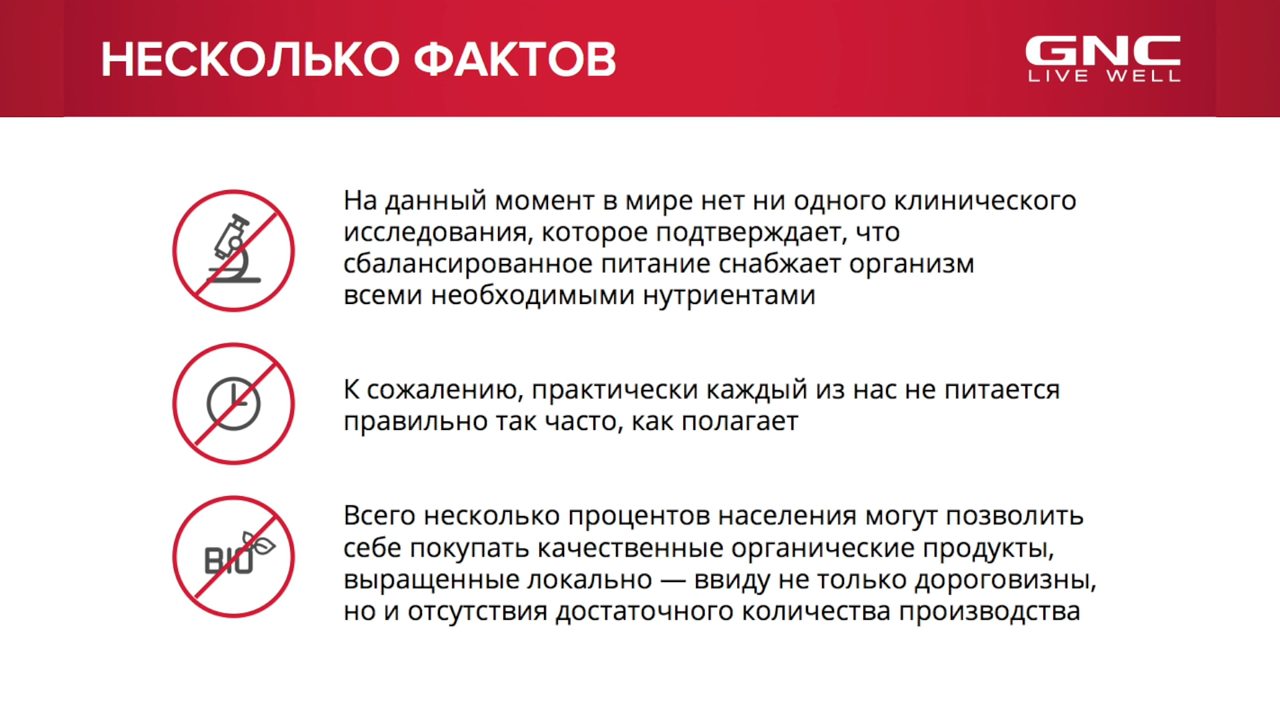 НЕСКОЛЬКО ФАКТОВ
GNC
LIVE WELL
На данный момент в мире нет ни одного клинического
исследования, которое подтверждает, что
сбалансированное питание снабжает организм
всеми необходимыми нутриентами
К сожалению, практически каждый из нас не питается
правильно так часто, как полагает
BIO
Всего несколько процентов населения могут позволить
себе покупать качественные органические продукты,
выращенные локально — ввиду не только дороговизны,
но и отсутствия достаточного количества производства